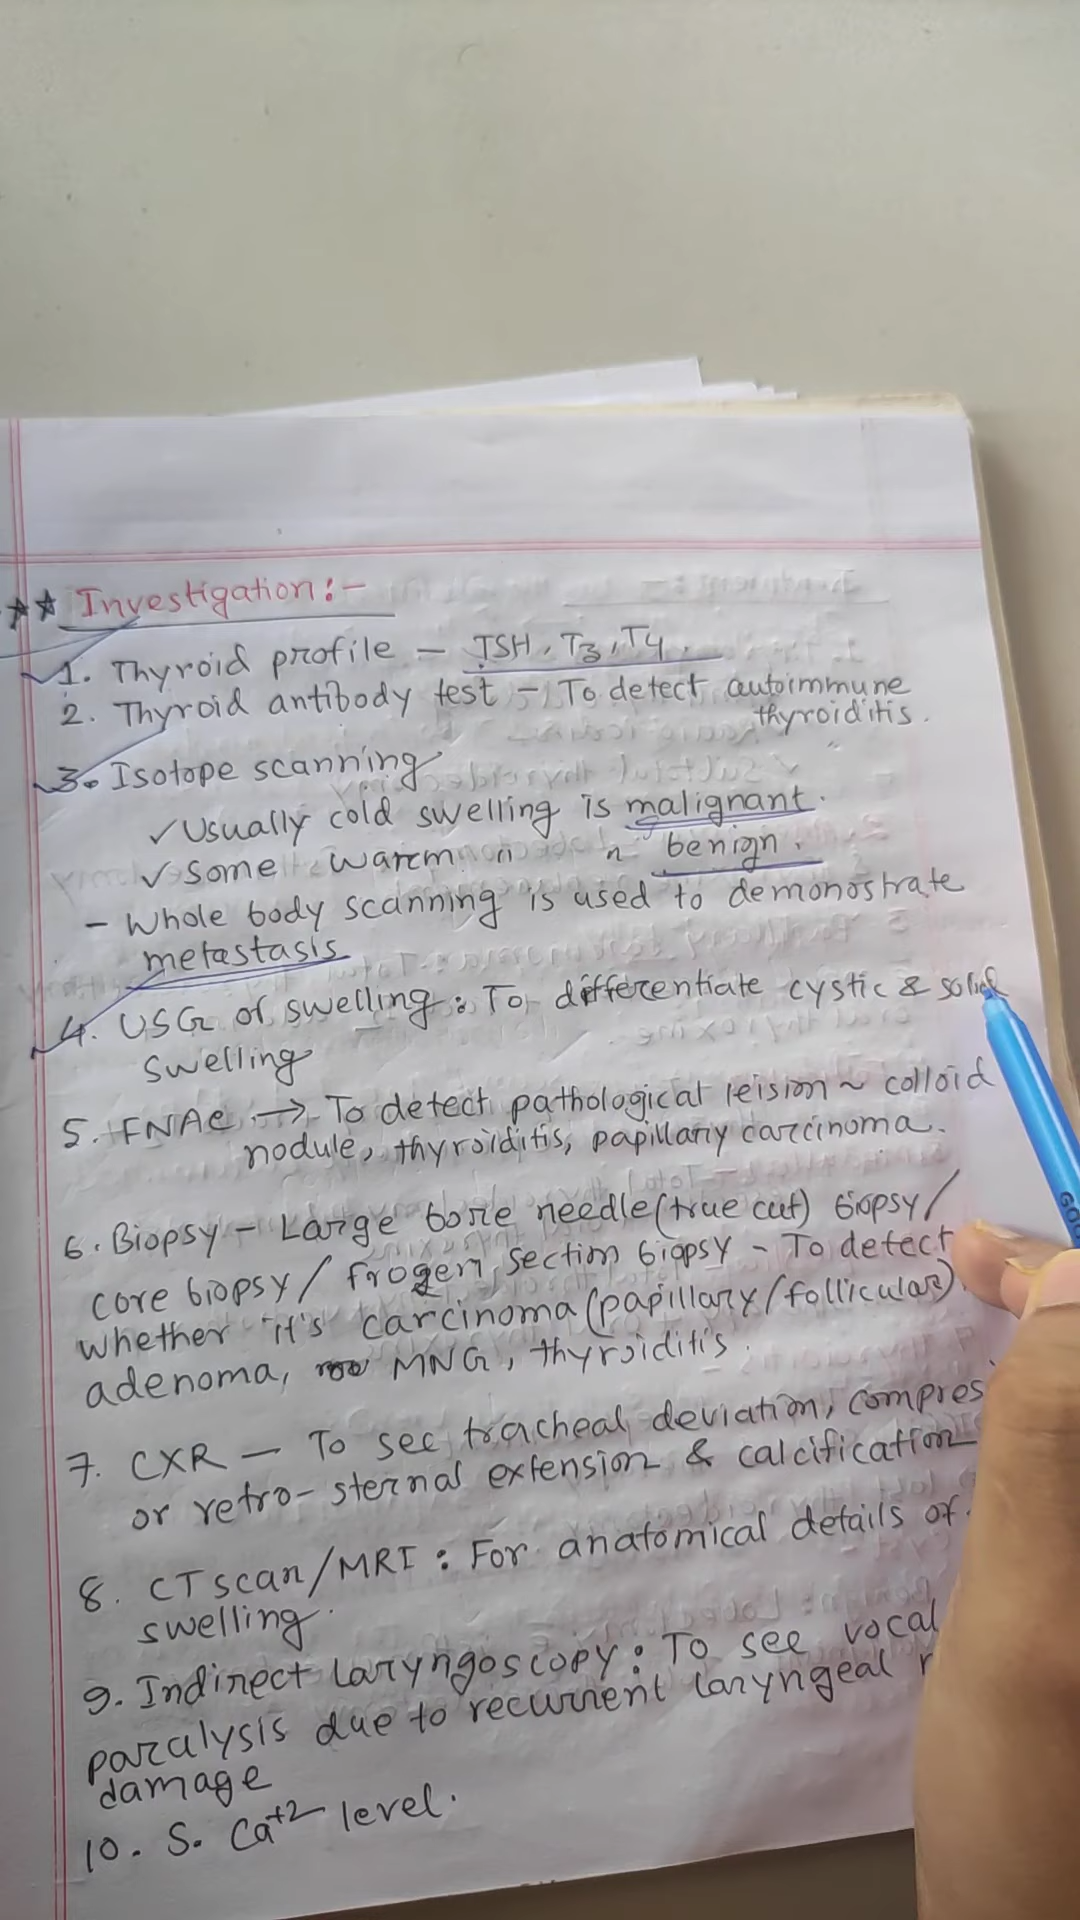 ★★ Investigation:-
1. Thyroid profile - TSH, T3, T4.
2. Thyroid antibody test - To detect autoimmune
thyroiditis.
3. Isotope scanning
✓ Usually cold swelling is malignant.
✓ Some warm " " benign.
- Whole body scanning is used to demonostrate
metastasis
4. USG of swelling: To differentiate cystic & solid
swelling
5. FNAC → To detect pathological leision ~ colloid
nodule, thyroiditis, papillary carcinoma.
6. Biopsy - Large bore needle (true cut) biopsy/
core biopsy/ frogen section biopsy - To detect
whether it's carcinoma (papillary/follicular)
adenoma, MNG, thyroiditis.
7. CXR - To see tracheal deviation, compres
or retro-sternal extension & calcification
8. CT scan/MRI : For anatomical details of
swelling.
9. Indirect laryngoscopy: To see vocal
paralysis due to recurrent laryngeal n
damage
10. S. Ca+2 level.